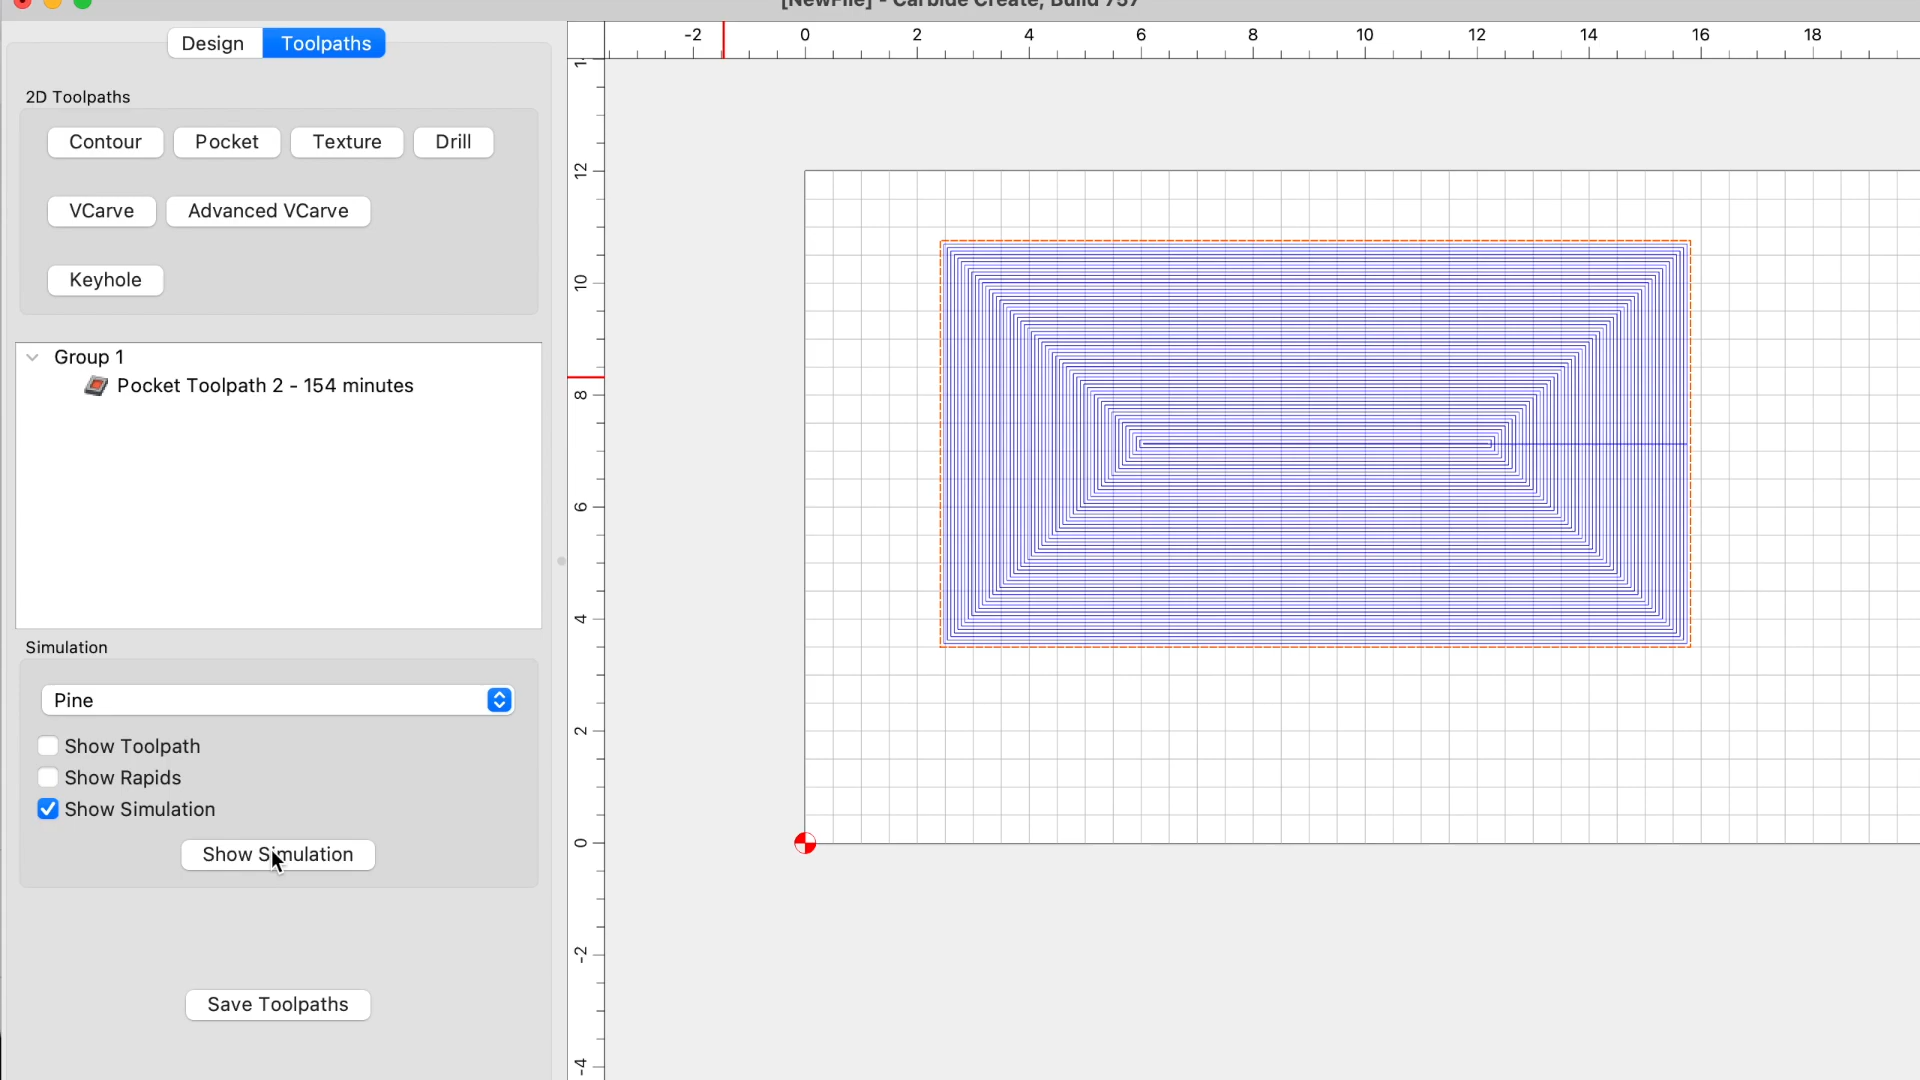 [NewFile] - Carbide Create, Build 757
Design Toolpaths
-2 0 2 4 6 8 10 12 14 16 18
2D Toolpaths
Contour Pocket Texture Drill
VCarve Advanced VCarve
Keyhole
Group 1
Pocket Toolpath 2 - 154 minutes
Simulation
Pine
Show Toolpath
Show Rapids
Show Simulation
Show Simulation
Save Toolpaths
12
10
8
6
4
2
0
-2
-4